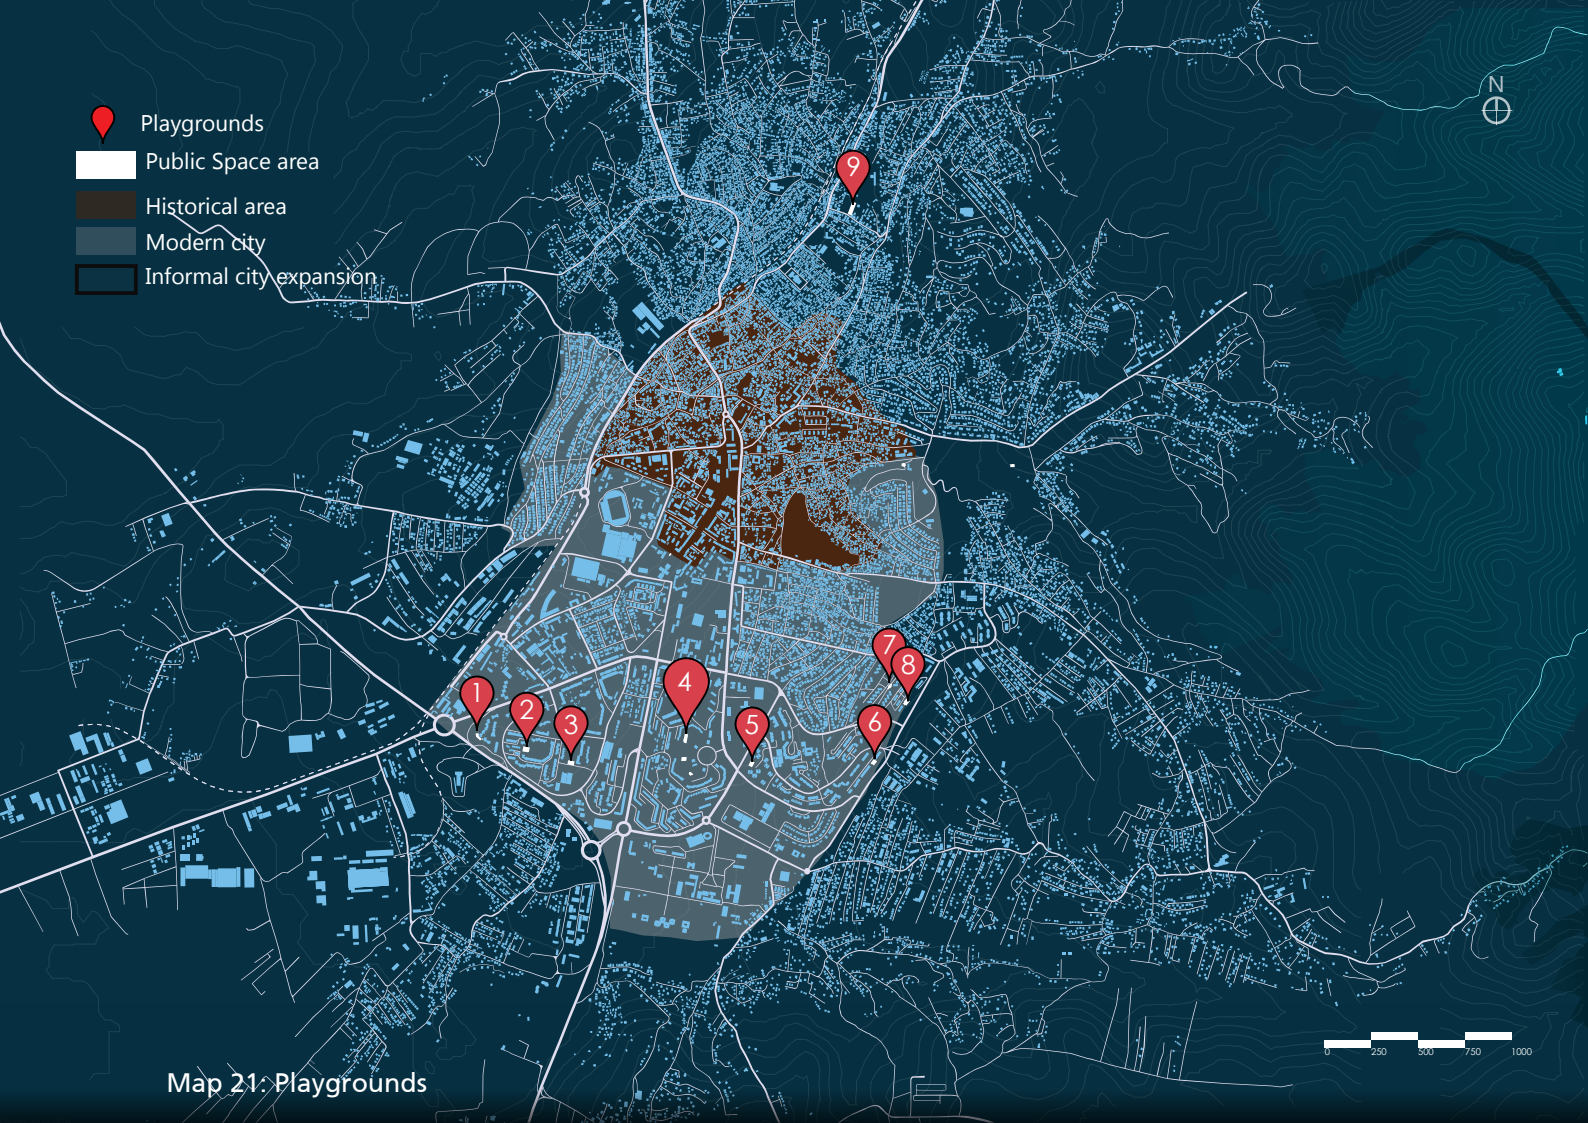 N
Playgrounds
Public Space area
Historical area
Modern city
Informal city expansion
9
7
8
1
2
3
4
5
6
0 250 500 750 1000
Map 21: Playgrounds